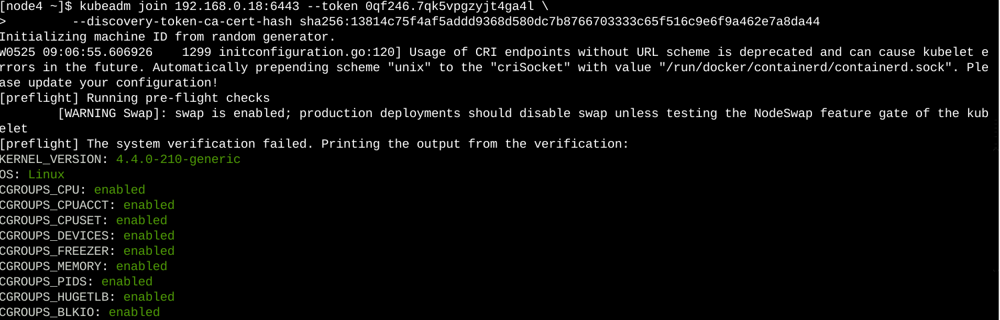 [node4 ~]$ kubeadm join 192.168.0.18:6443 --token 0qf246.7qk5vpgzyjt4ga4l \
>         --discovery-token-ca-cert-hash sha256:13814c75f4af5addd9368d580dc7b8766703333c65f516c9e6f9a462e7a8da44
Initializing machine ID from random generator.
W0525 09:06:55.606926    1299 initconfiguration.go:120] Usage of CRI endpoints without URL scheme is deprecated and can cause kubelet e
rrors in the future. Automatically prepending scheme "unix" to the "criSocket" with value "/run/docker/containerd/containerd.sock". Ple
ase update your configuration!
[preflight] Running pre-flight checks
        [WARNING Swap]: swap is enabled; production deployments should disable swap unless testing the NodeSwap feature gate of the kub
elet
[preflight] The system verification failed. Printing the output from the verification:
KERNEL_VERSION: 4.4.0-210-generic
OS: Linux
CGROUPS_CPU: enabled
CGROUPS_CPUACCT: enabled
CGROUPS_CPUSET: enabled
CGROUPS_DEVICES: enabled
CGROUPS_FREEZER: enabled
CGROUPS_MEMORY: enabled
CGROUPS_PIDS: enabled
CGROUPS_HUGETLB: enabled
CGROUPS_BLKIO: enabled